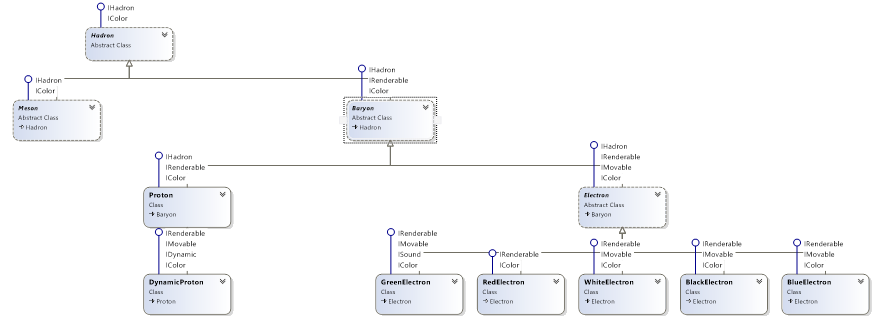 IHadron
IColor
Hadron
Abstract Class
IHadron
IColor
Meson
Abstract Class
Hadron
IHadron
IRenderable
IColor
Baryon
Abstract Class
Hadron
IHadron
IRenderable
IColor
Proton
Class
Baryon
IHadron
IRenderable
IMovable
IColor
Electron
Abstract Class
Baryon
IRenderable
IMovable
IDynamic
IColor
DynamicProton
Class
Proton
IRenderable
IMovable
ISound
IColor
GreenElectron
Class
Electron
IRenderable
IColor
RedElectron
Class
Electron
IRenderable
IMovable
IColor
WhiteElectron
Class
Electron
IRenderable
IMovable
IColor
BlackElectron
Class
Electron
IRenderable
IMovable
IColor
BlueElectron
Class
Electron